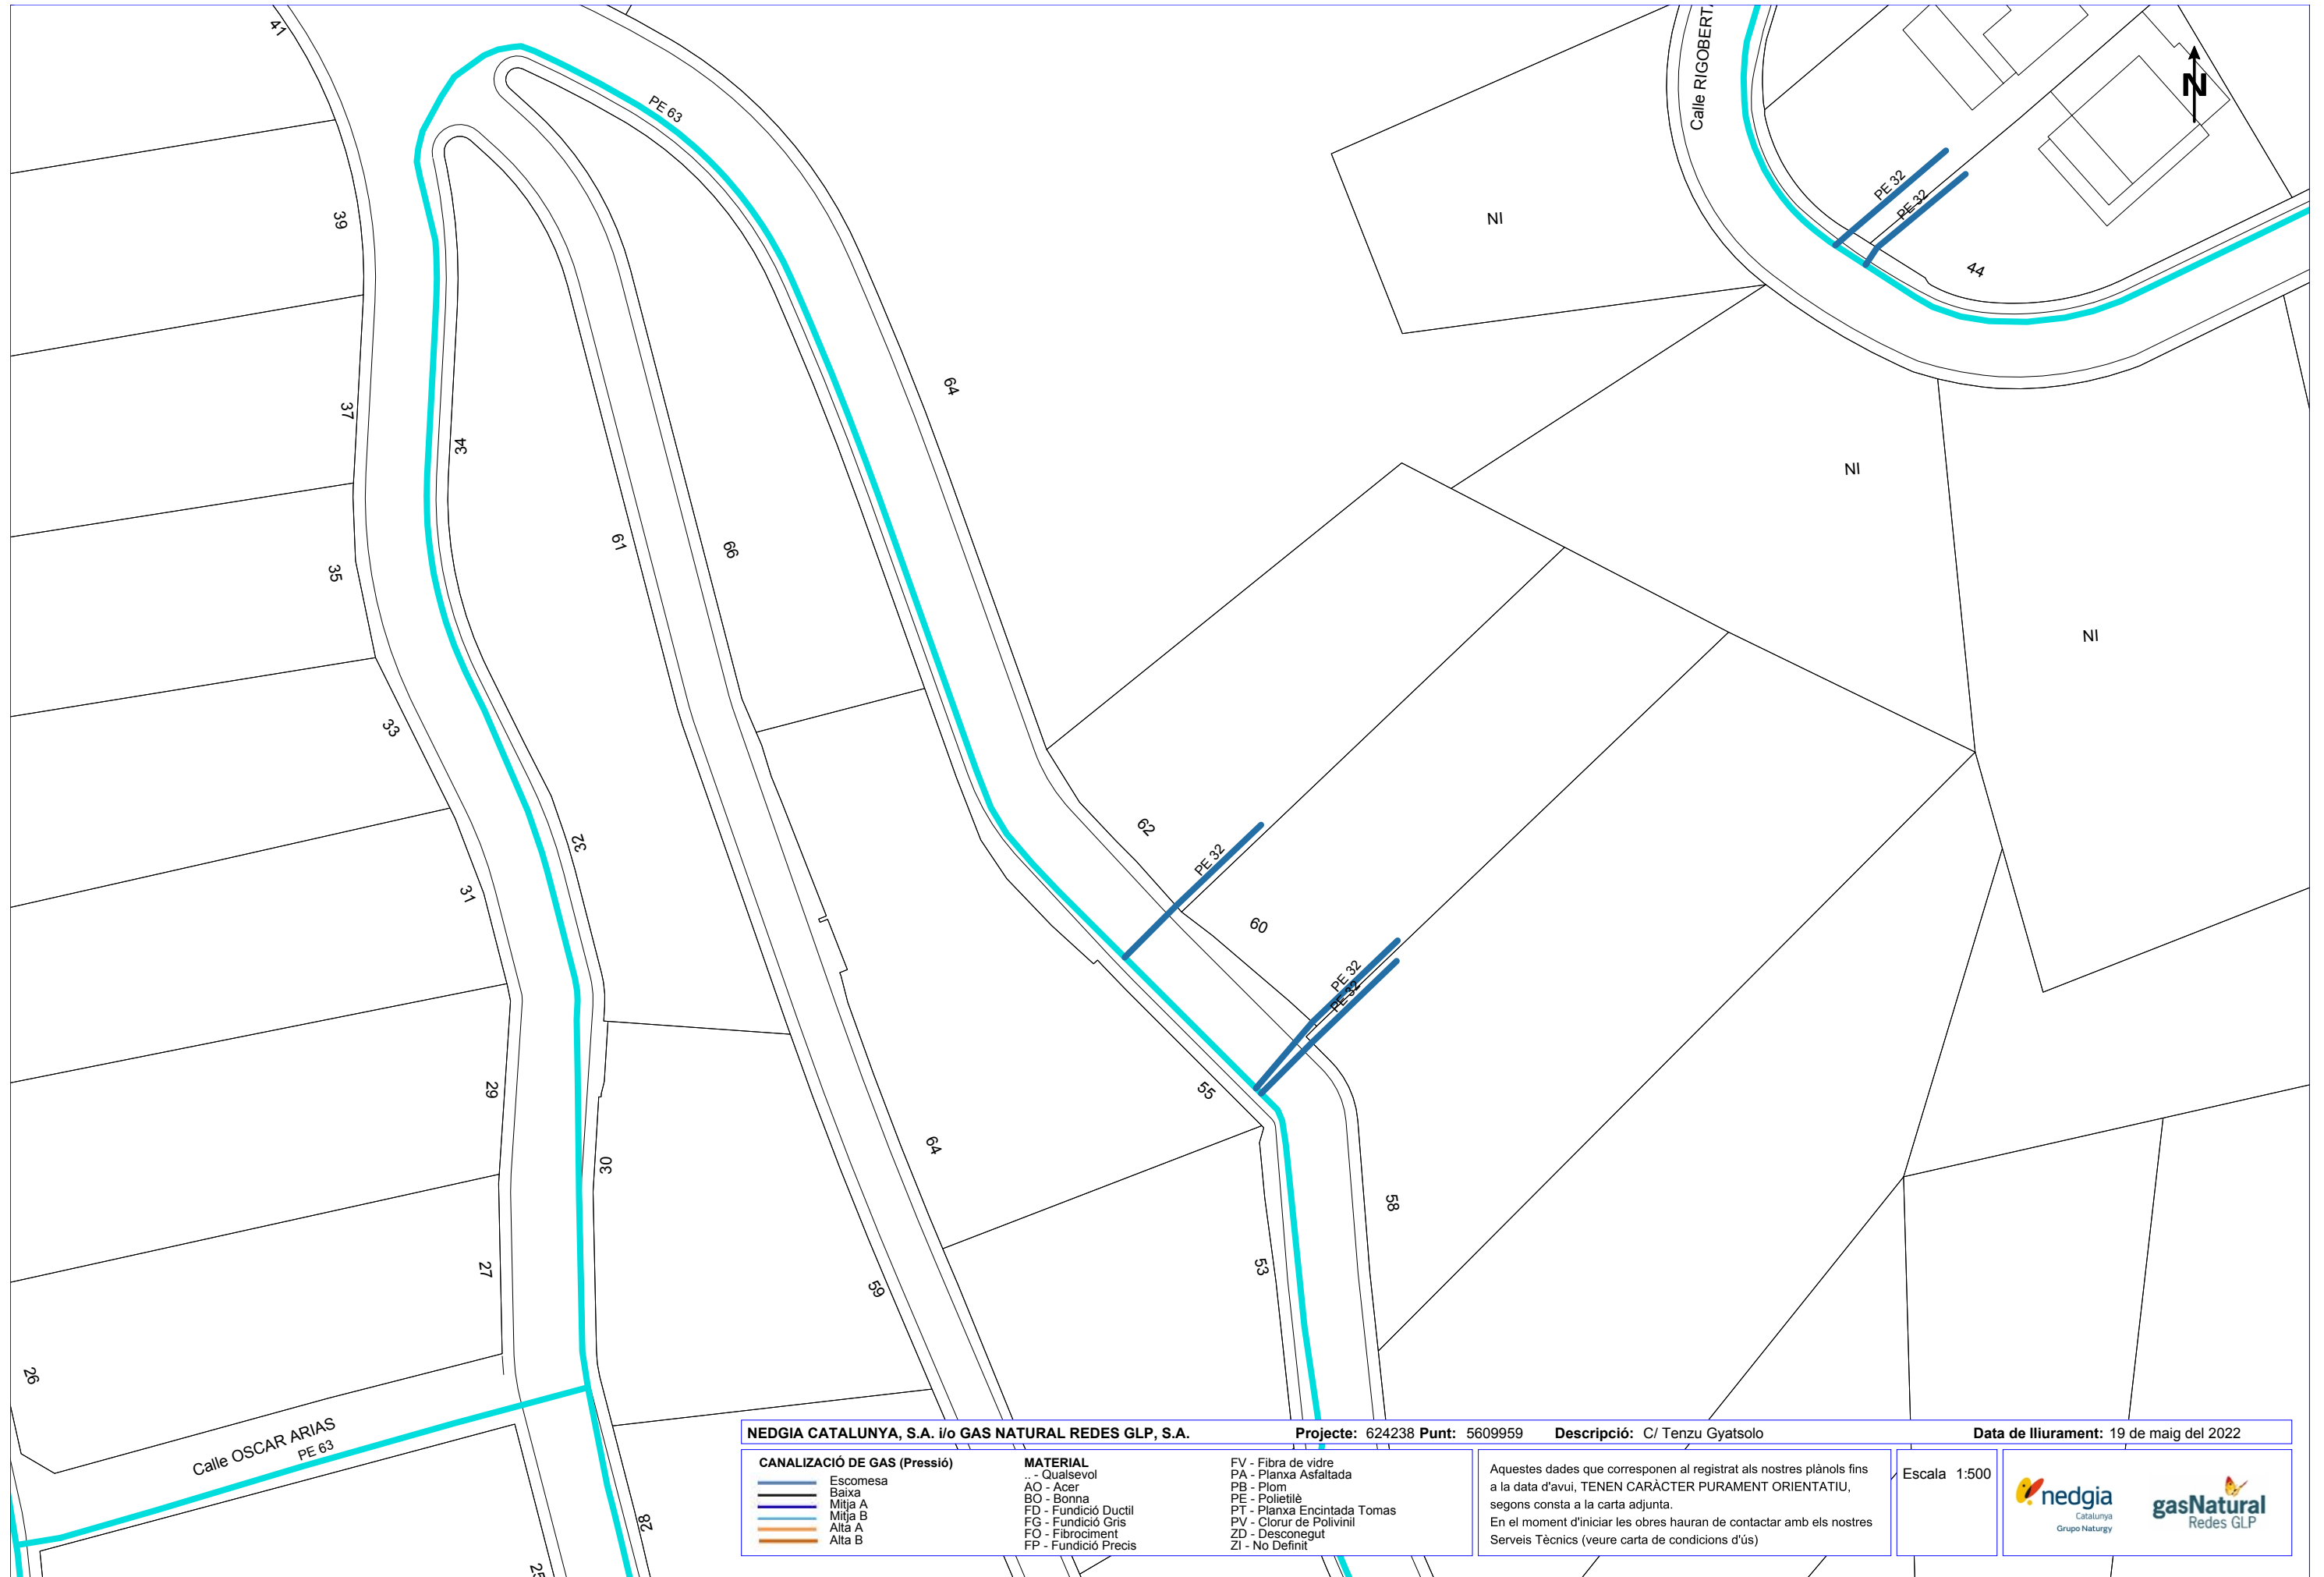 41
PE 63
Calle RIGOBERT
N
PE 32
PE 32
39
NI
44
64
37
34
NI
61
66
35
NI
33
62
32
PE 32
31
60
PE 32
PE 32
29
55
64
30
58
27
53
59
26
Calle OSCAR ARIAS
PE 63
28
25
NEDGIA CATALUNYA, S.A. i/o GAS NATURAL REDES GLP, S.A. Projecte: 624238 Punt: 5609959 Descripció: C/ Tenzu Gyatsolo Data de lliurament: 19 de maig del 2022
CANALIZACIÓ DE GAS (Pressió)
Escomesa
Baixa
Mitja A
Mitja B
Alta A
Alta B
MATERIAL
.. - Qualsevol
AO - Acer
BO - Bonna
FD - Fundició Ductil
FG - Fundició Gris
FO - Fibrociment
FP - Fundició Precis
FV - Fibra de vidre
PA - Planxa Asfaltada
PB - Plom
PE - Polietilè
PT - Planxa Encintada Tomas
PV - Clorur de Polivinil
ZD - Desconegut
ZI - No Definit
Aquestes dades que corresponen al registrat als nostres plànols fins
a la data d'avui, TENEN CARÀCTER PURAMENT ORIENTATIU,
segons consta a la carta adjunta.
En el moment d'iniciar les obres hauran de contactar amb els nostres
Serveis Tècnics (veure carta de condicions d'ús)
Escala 1:500
nedgia
Catalunya
Grupo Naturgy
gasNatural
Redes GLP